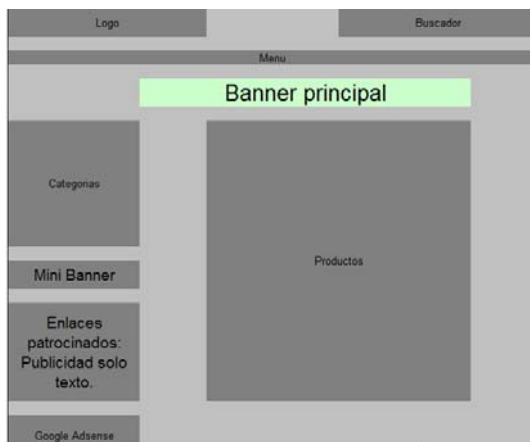 Logo
Buscador
Menu
Banner principal
Categorias
Productos
Mini Banner
Enlaces
patrocinados:
Publicidad solo
texto.
Google Adsense